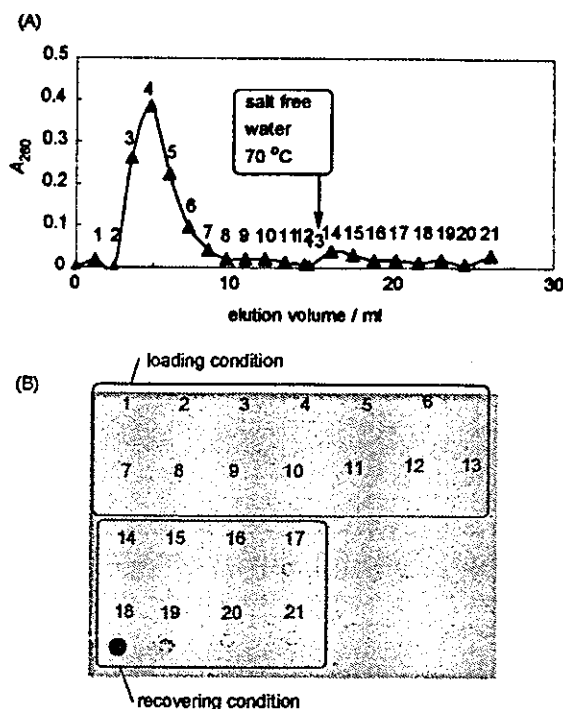 (A)
0.5
0.4
0.3
0.2
0.1
0
A260
1 2 3 4 5 6 7 8 9 10 11 12 13 14 15 16 17 18 19 20 21
salt free
water
70 °C
0 10 20 30
elution volume / ml
(B)
loading condition
1 2 3 4 5 6
7 8 9 10 11 12 13
14 15 16 17
18 19 20 21
recovering condition